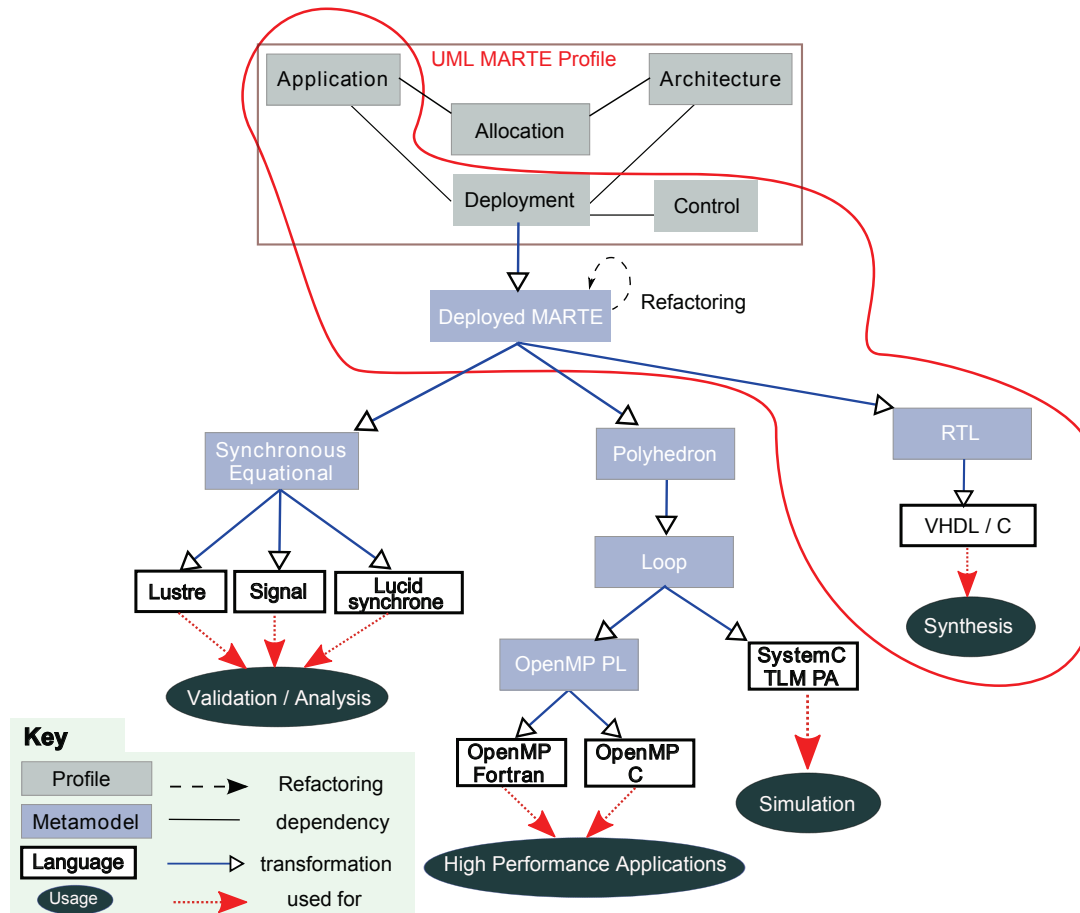 UML MARTE Profile
Application
Architecture
Allocation
Deployment
Control
Refactoring
Deployed MARTE
RTL
Synchronous
Equational
Polyhedron
VHDL / C
Loop
Lustre
Signal
Lucid
synchrone
Synthesis
OpenMP PL
SystemC
TLM PA
Validation / Analysis
OpenMP
Fortran
OpenMP
C
Simulation
High Performance Applications
Key
Profile
Refactoring
Metamodel
dependency
Language
transformation
Usage
used for